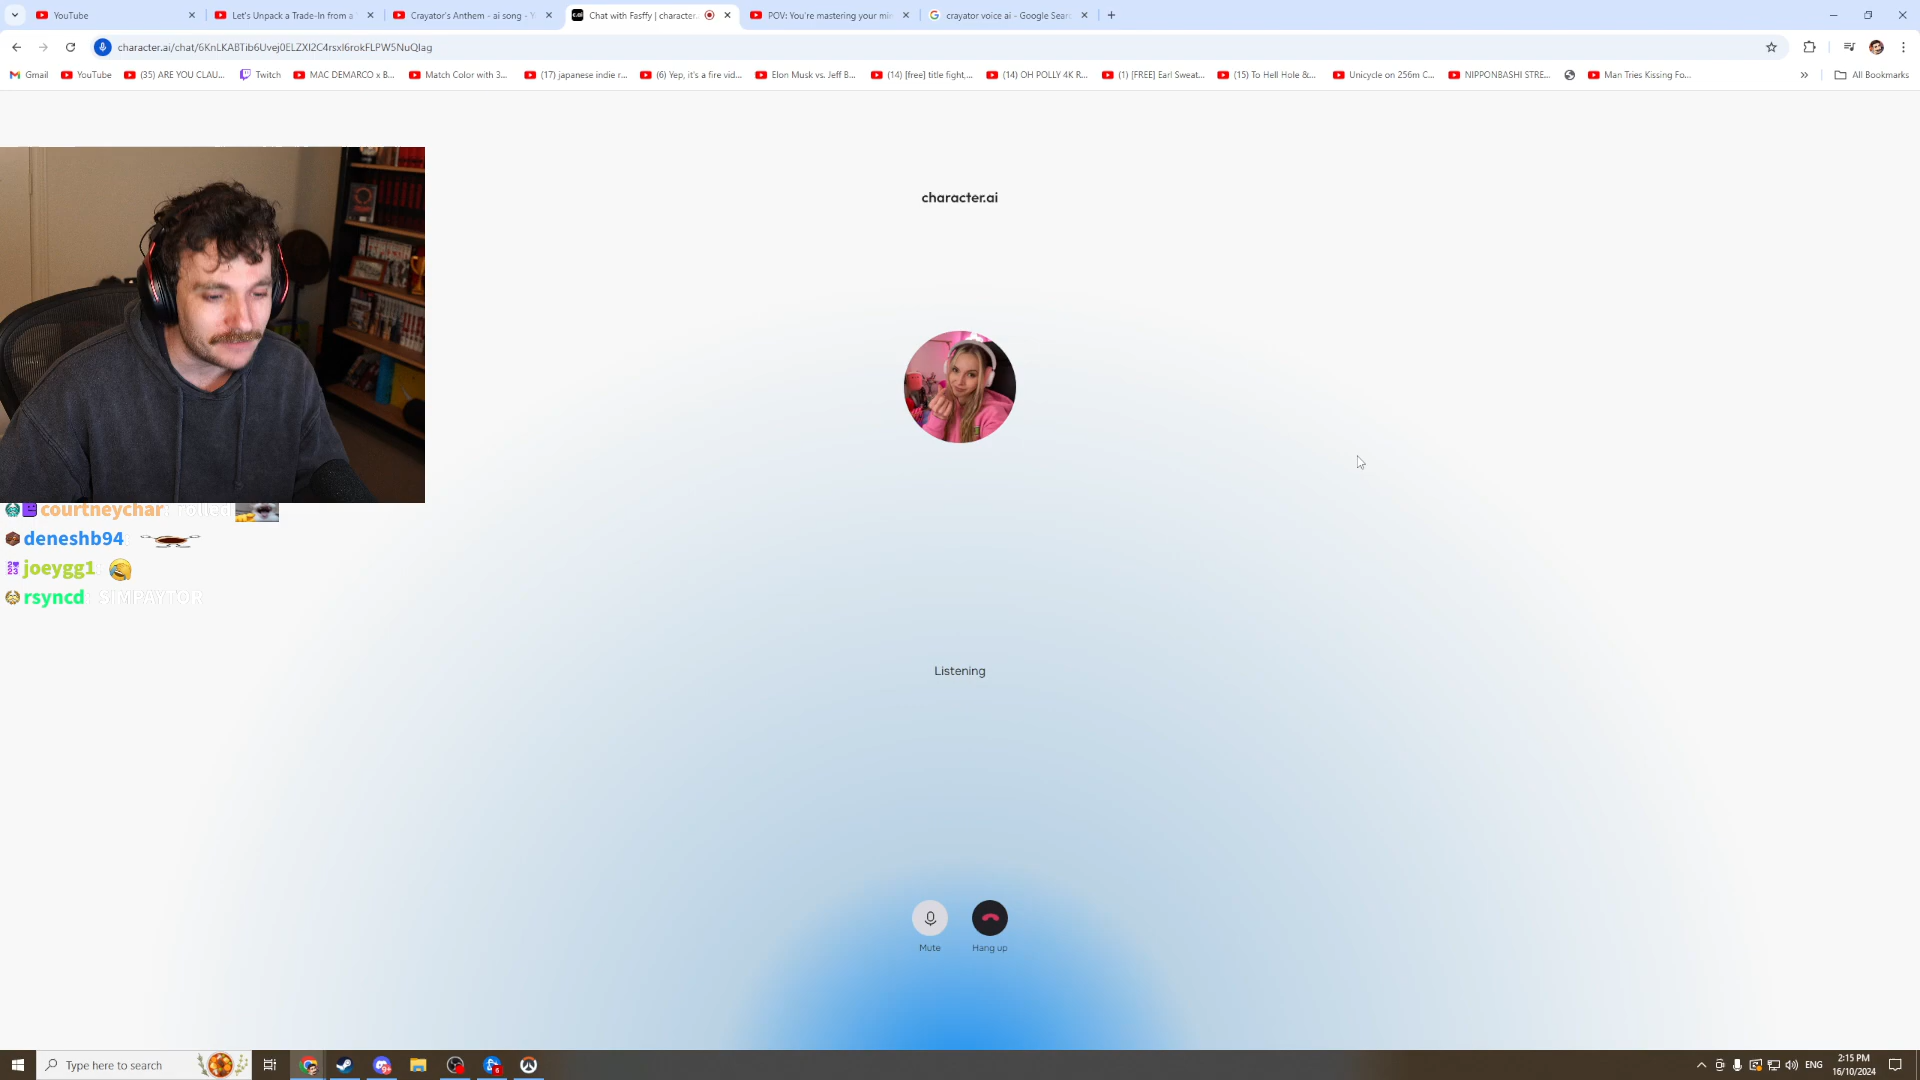 YouTube
Let's Unpack a Trade-In from a
Crayator's Anthem - ai song - Y
Chat with Fasffy | character.
POV: You're mastering your mi
crayator voice ai - Google Sear
character.ai/chat/6KnLKABTib6Uvej0ELZXI2C4rsxl6rokFLPW5NuQIag
Gmail
YouTube
(35) ARE YOU CLAU...
Twitch
MAC DEMARCO x B...
Match Color with 3...
(17) japanese indie r...
(6) Yep, it's a fire vid...
Elon Musk vs. Jeff B...
(14) [free] title fight,...
(14) OH POLLY 4K R...
(1) [FREE] Earl Sweat...
(15) To Hell Hole &...
Unicycle on 256m C...
NIPPONBASHI STRE...
Man Tries Kissing Fo...
All Bookmarks
character.ai
courtneychar: rolled
deneshb94
joeygg1
rsyncd: SIMPAYTOR
Listening
Mute
Hang up
Type here to search
ENG
2:15 PM
16/10/2024